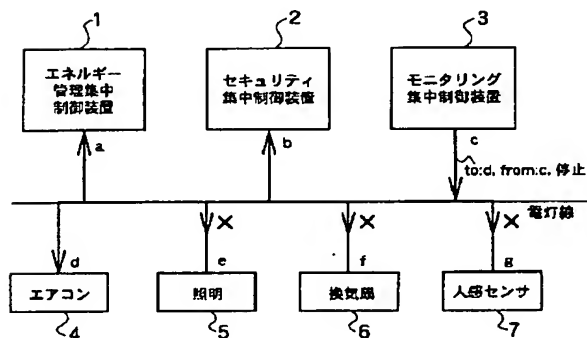 1
2
3
エネルギー
管理集中
制御装置
セキュリティ
集中制御装置
モニタリング
集中制御装置
a
b
c
to:d, from:c, 停止
電灯線
× × ×
d
e
f
g
エアコン
照明
換気扇
人感センサ
4
5
6
7